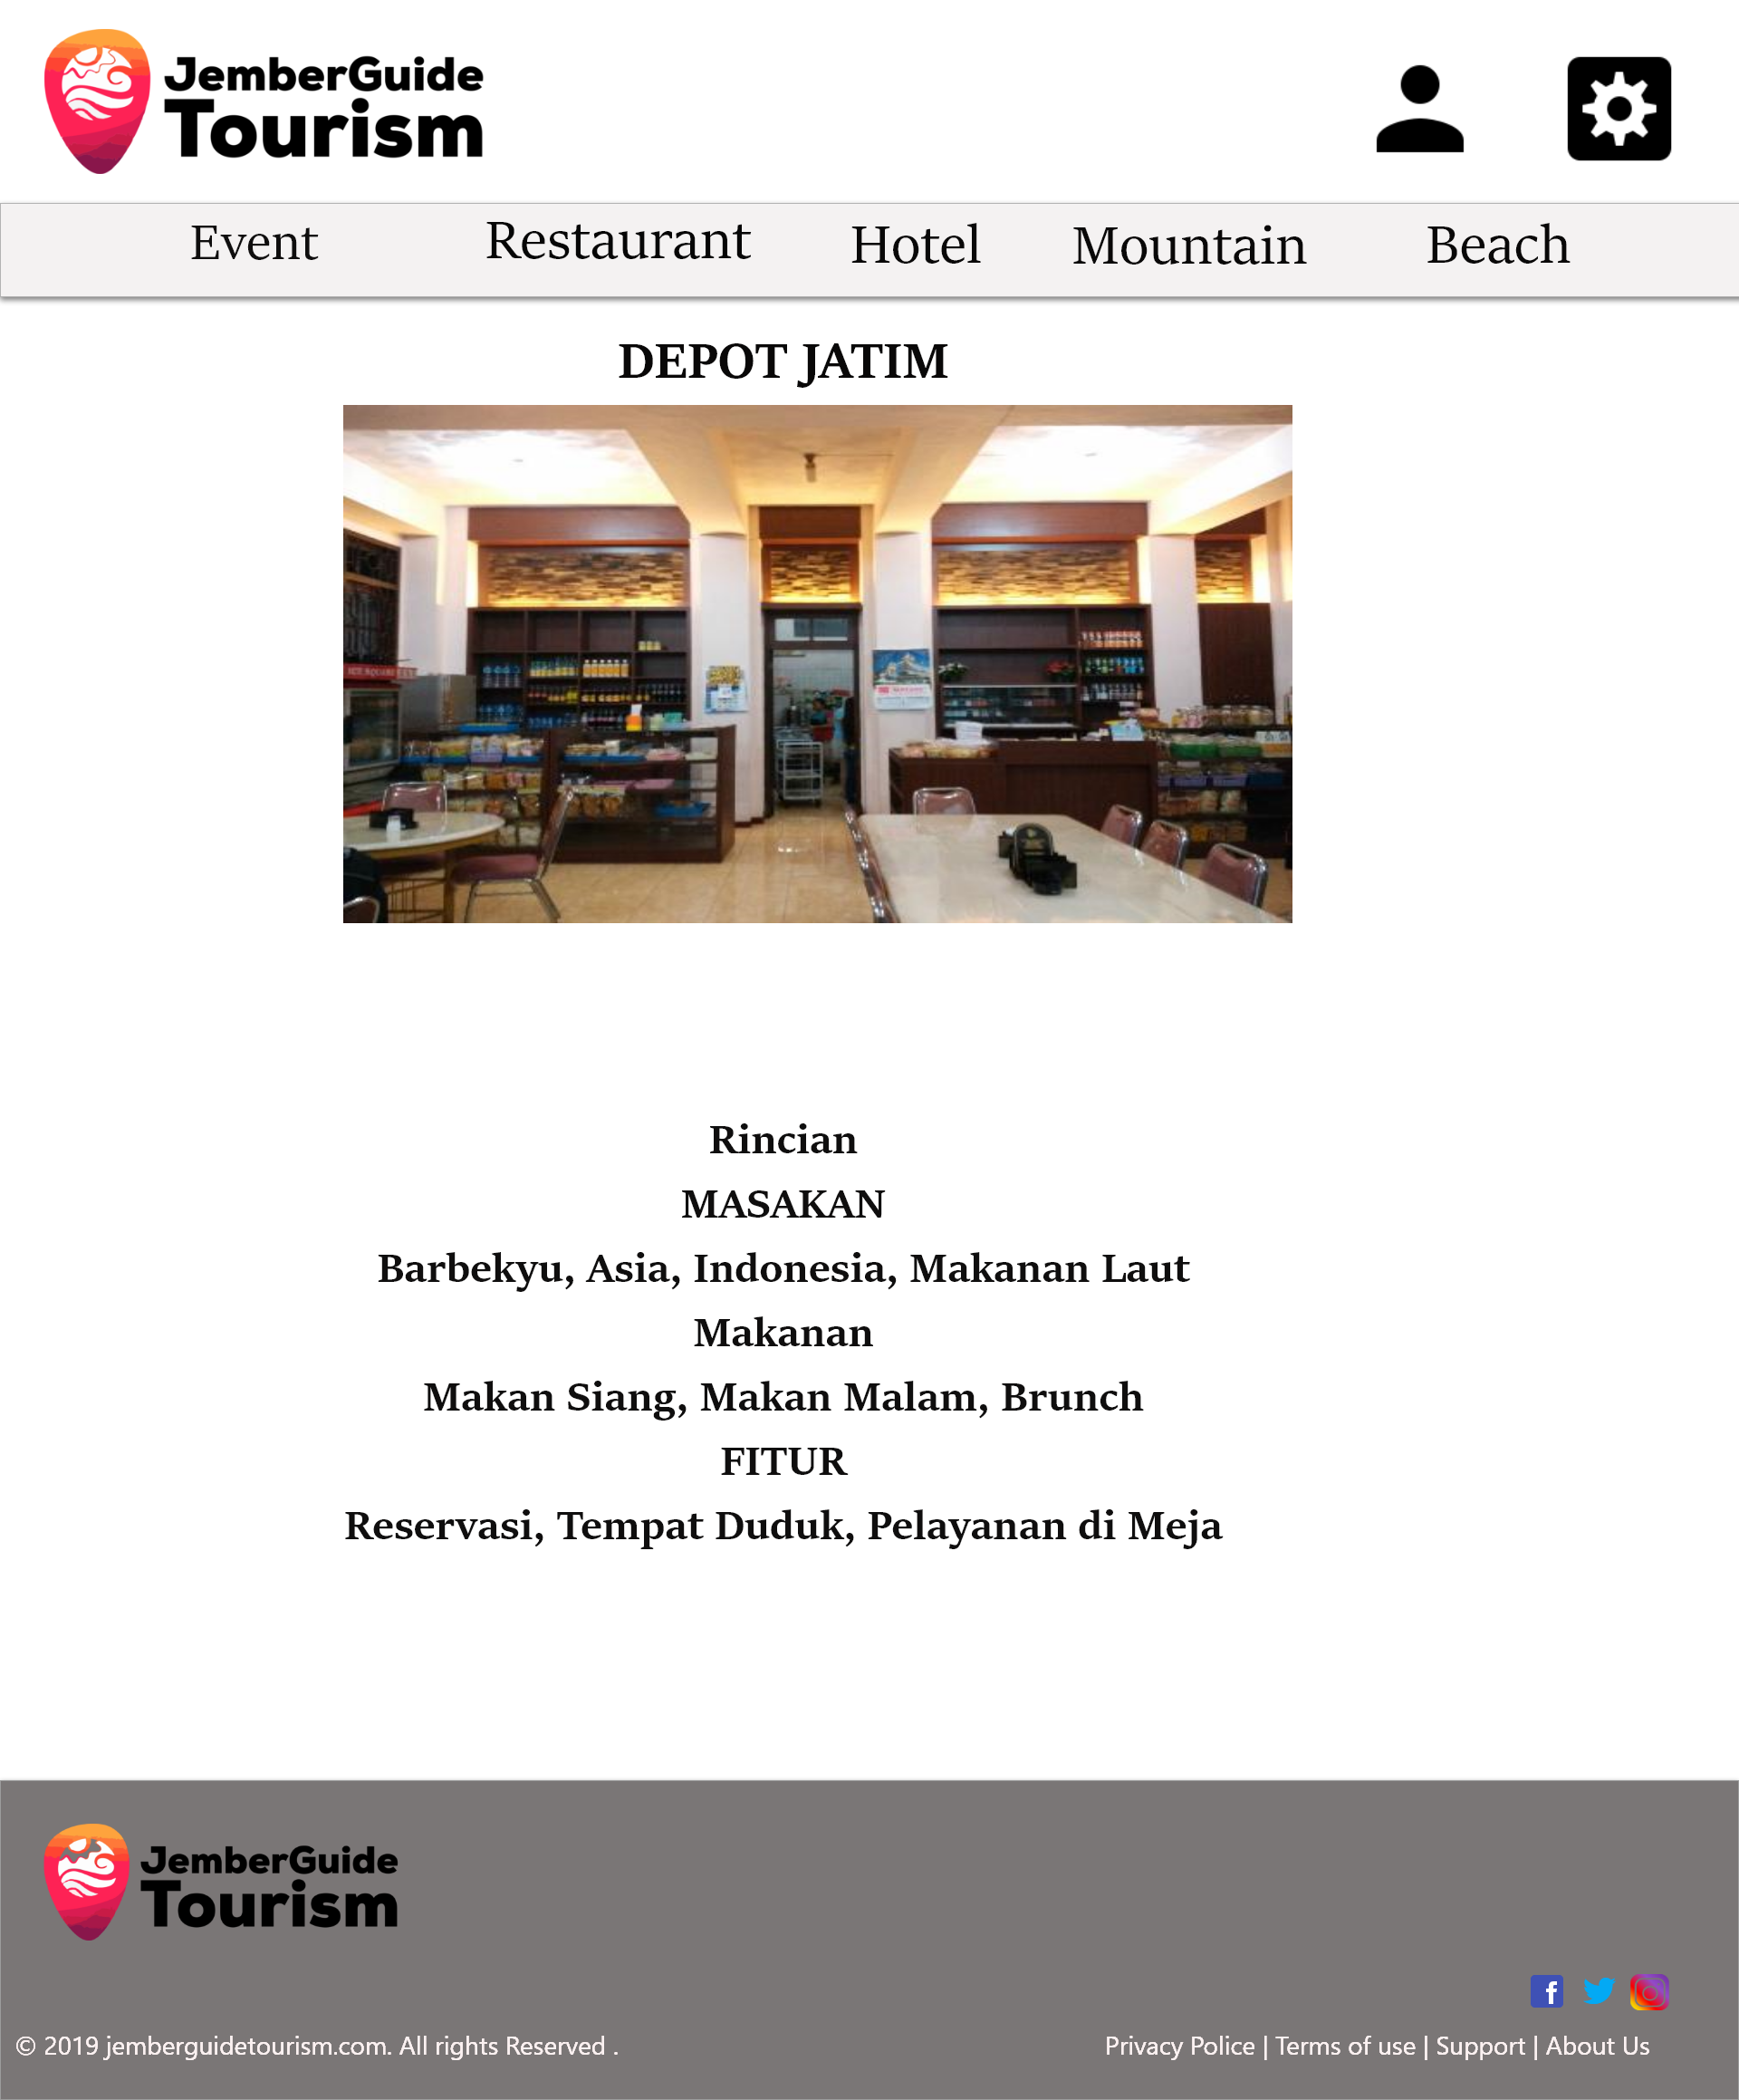 JemberGuide
Tourism
Event Restaurant Hotel Mountain Beach
DEPOT JATIM
Rincian
MASAKAN
Barbekyu, Asia, Indonesia, Makanan Laut
Makanan
Makan Siang, Makan Malam, Brunch
FITUR
Reservasi, Tempat Duduk, Pelayanan di Meja
JemberGuide
Tourism
© 2019 jemberguidetourism.com. All rights Reserved .
Privacy Police | Terms of use | Support | About Us